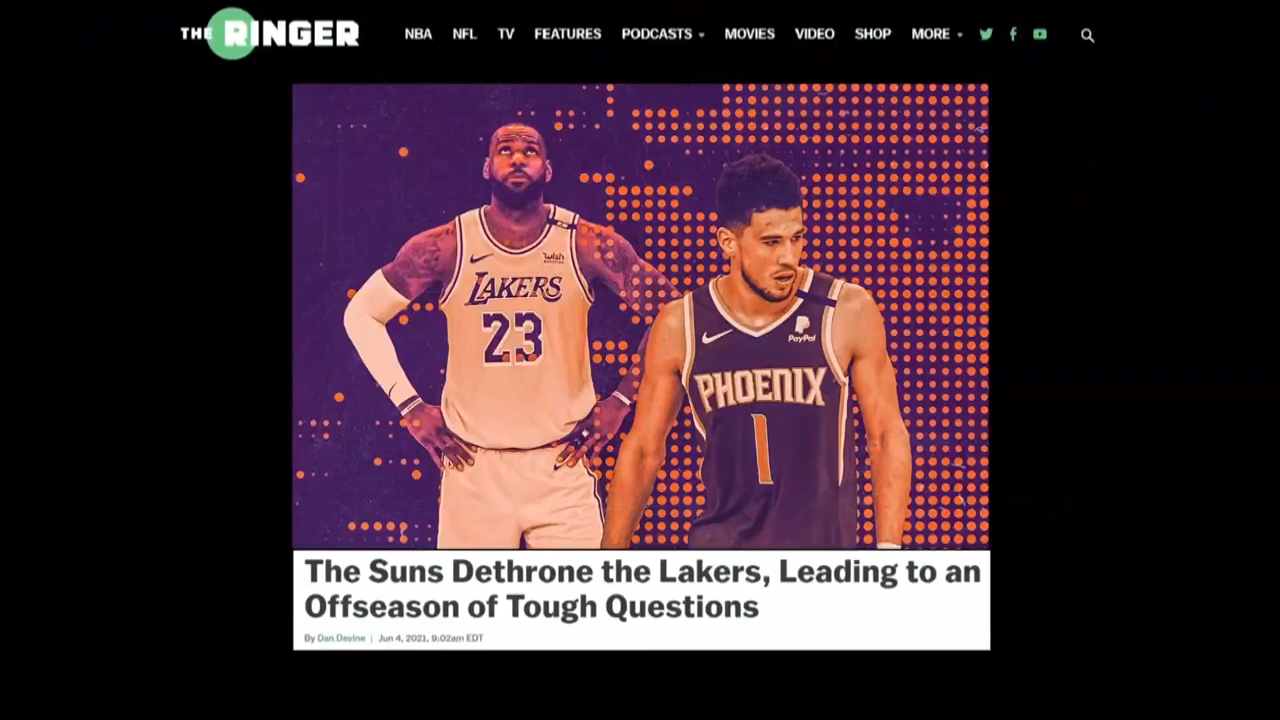 THE RINGER NBA NFL TV FEATURES PODCASTS MOVIES VIDEO SHOP MORE
wish
LAKERS
23
PayPal
PHOENIX
1
The Suns Dethrone the Lakers, Leading to an
Offseason of Tough Questions
By Dan Devine | Jun 4, 2021, 9:02am EDT